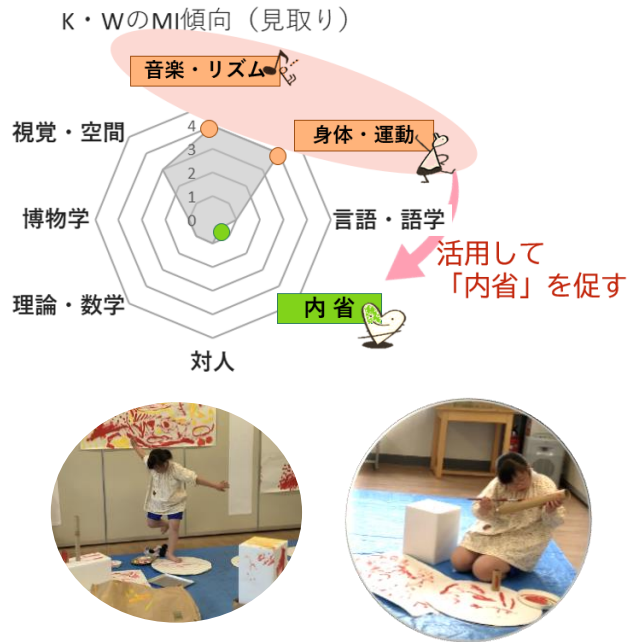 K・WのMI傾向（見取り）
音楽・リズム
視覚・空間
身体・運動
4
3
2
1
0
博物学
言語・語学
活用して
「内省」を促す
理論・数学
内 省
対人